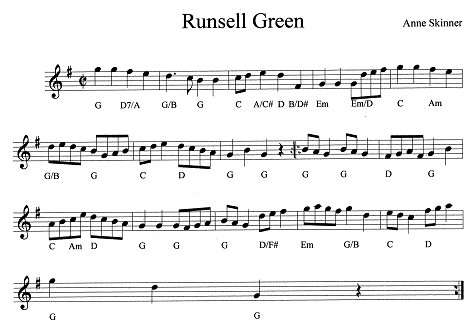 Runsell Green
Anne Skinner
G D7/A G/B G C A/C# D B/D# Em Em/D C Am
G/B G C D G G G G D G
C Am D G G G D/F# Em G/B C D
G G